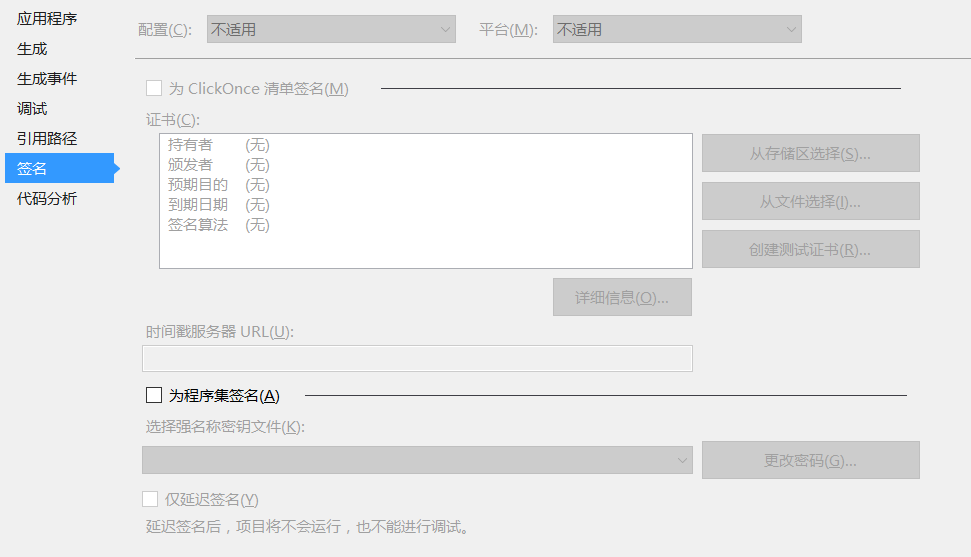 应用程序
生成
生成事件
调试
引用路径
签名
代码分析
配置(C): 不适用 平台(M): 不适用
为 ClickOnce 清单签名(M)
证书(C):
持有者 (无)
颁发者 (无)
预期目的 (无)
到期日期 (无)
签名算法 (无)
从存储区选择(S)...
从文件选择(I)...
创建测试证书(R)...
详细信息(O)...
时间戳服务器 URL(U):
为程序集签名(A)
选择强名称密钥文件(K):
更改密码(G)...
仅延迟签名(Y)
延迟签名后，项目将不会运行，也不能进行调试。